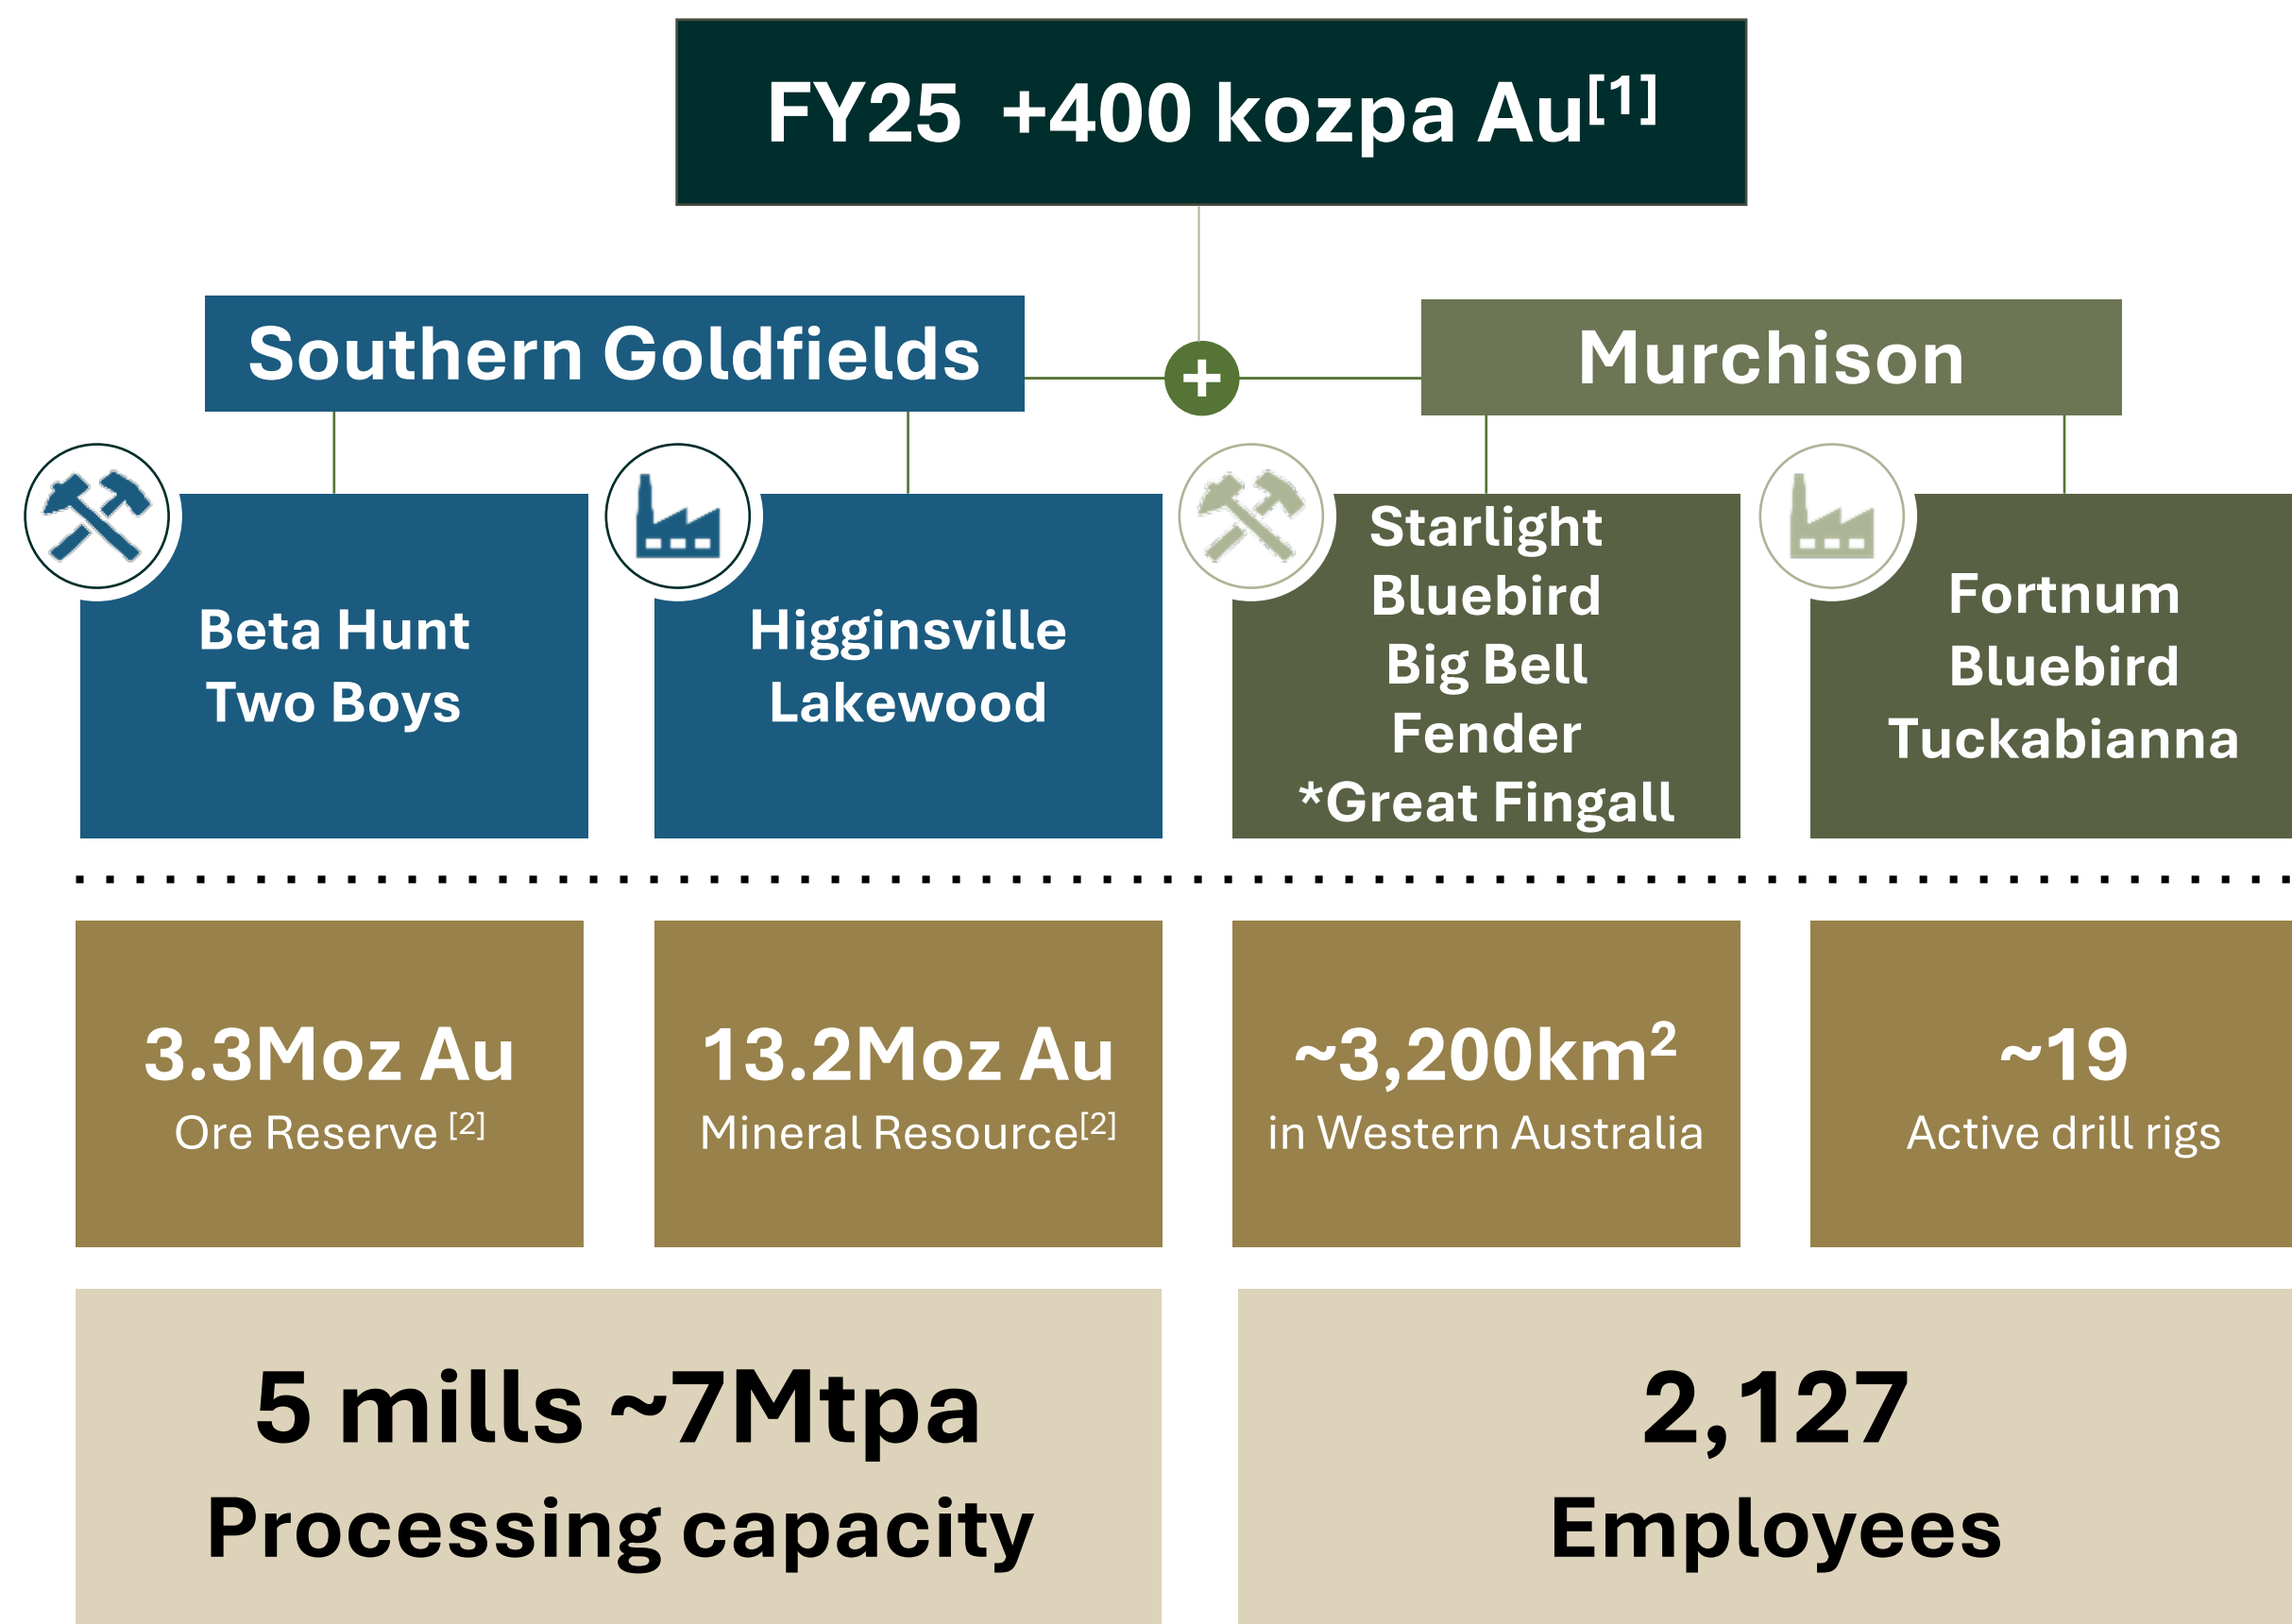 FY25 +400 kozpa Au[1]
Southern Goldfields
+
Murchison
Beta Hunt
Two Boys
Higginsville
Lakewood
Starlight
Bluebird
Big Bell
Fender
*Great Fingall
Fortnum
Bluebird
Tuckabianna
3.3Moz Au
Ore Reserve [2]
13.2Moz Au
Mineral Resource[2]
~3,200km²
in Western Australia
~19
Active drill rigs
5 mills ~7Mtpa
Processing capacity
2,127
Employees